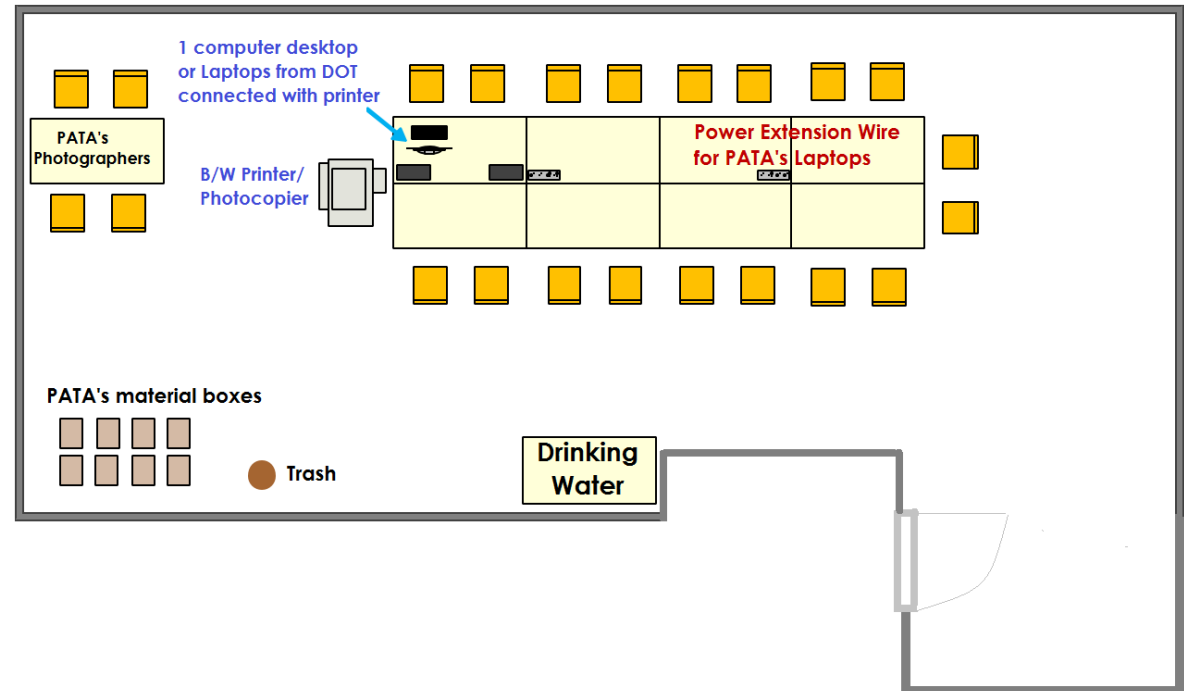 1 computer desktop
or Laptops from DOT
connected with printer
PATA's
Photographers
B/W Printer/
Photocopier
Power Extension Wire
for PATA's Laptops
PATA's material boxes
Trash
Drinking
Water